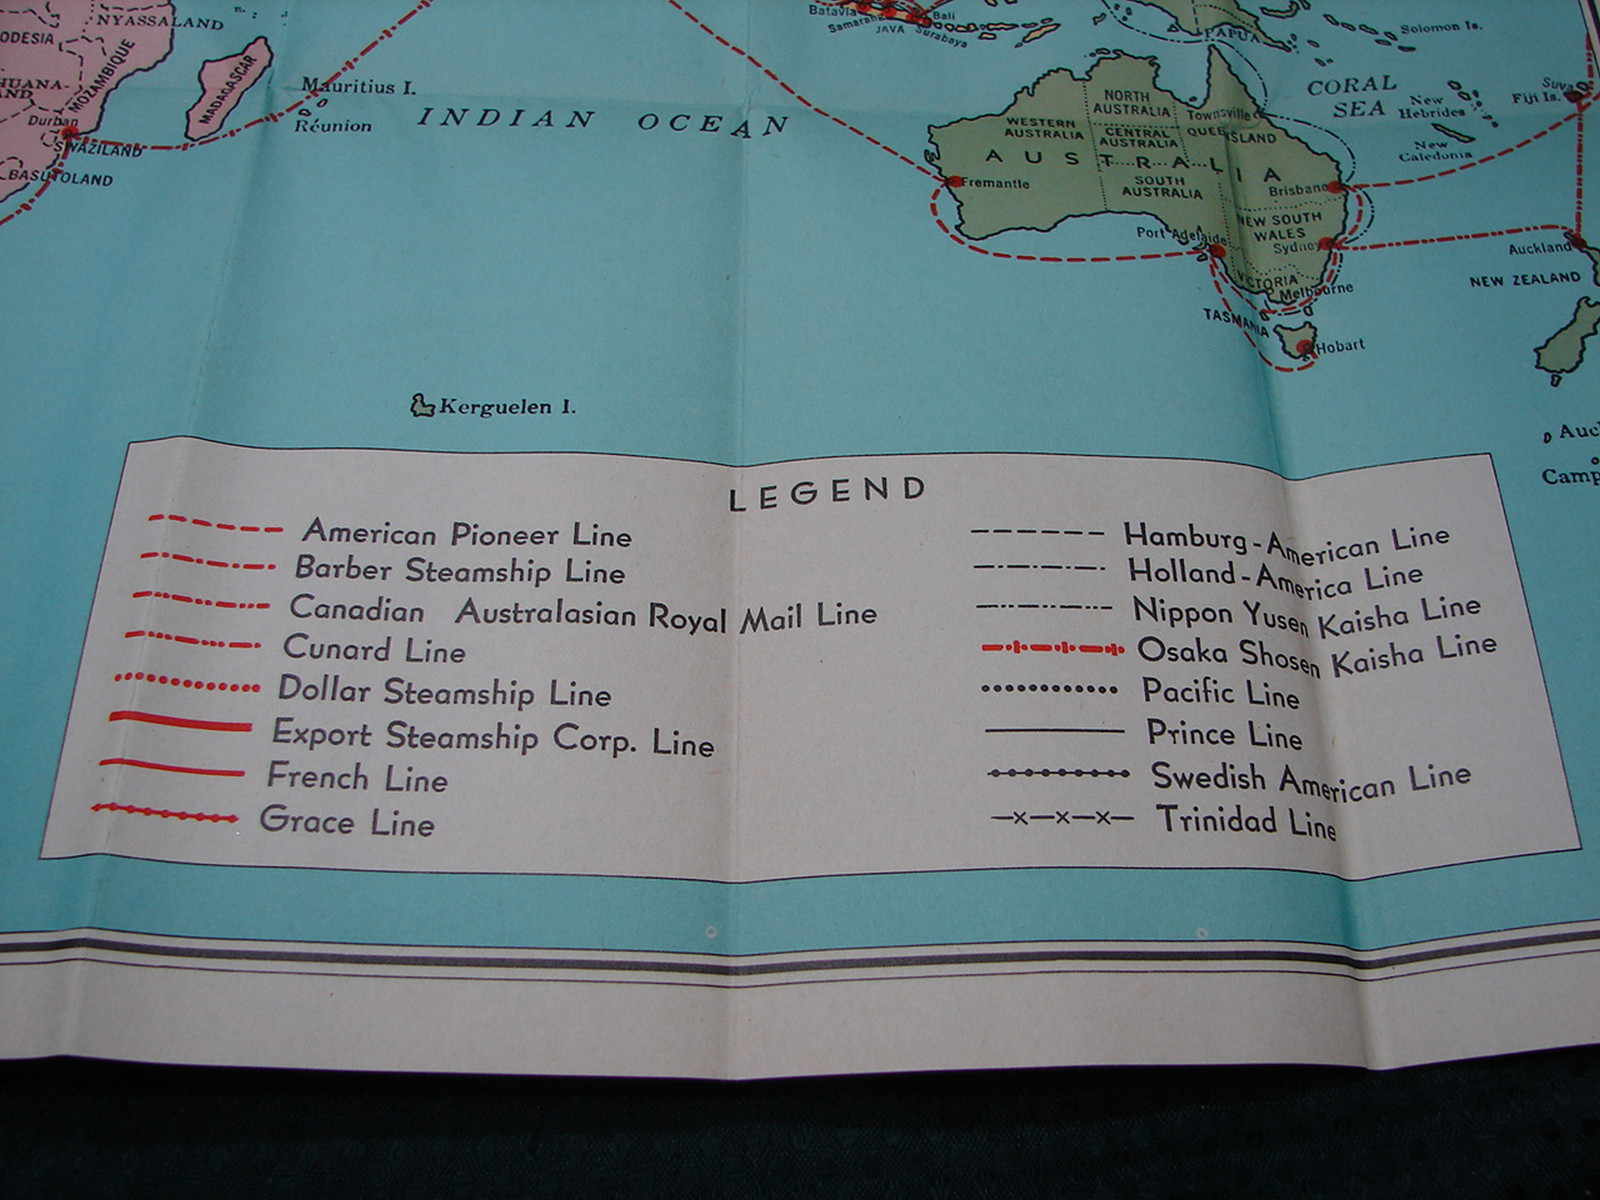 NYASSALAND
MOZAMBIQUE
MADAGASCAR
Durban
SWAZILAND
BASUTOLAND
Mauritius I.
Réunion
INDIAN OCEAN
Kerguelen I.
Batavia
Samarang
JAVA
Surabaya
Bali
PAPUA
Solomon Is.
CORAL
SEA
New
Hebrides
New
Caledonia
Suva
Fiji Is.
NORTH
AUSTRALIA
Townsville
WESTERN
AUSTRALIA
CENTRAL
AUSTRALIA
AUSTRALIA
SOUTH
AUSTRALIA
Fremantle
Brisbane
NEW SOUTH
WALES
Port Adelaide
Sydney
VICTORIA
Melbourne
TASMANIA
Hobart
Auckland
NEW ZEALAND
LEGEND
American Pioneer Line
Barber Steamship Line
Canadian Australasian Royal Mail Line
Cunard Line
Dollar Steamship Line
Export Steamship Corp. Line
French Line
Grace Line
Hamburg-American Line
Holland-America Line
Nippon Yusen Kaisha Line
Osaka Shosen Kaisha Line
Pacific Line
Prince Line
Swedish American Line
Trinidad Line